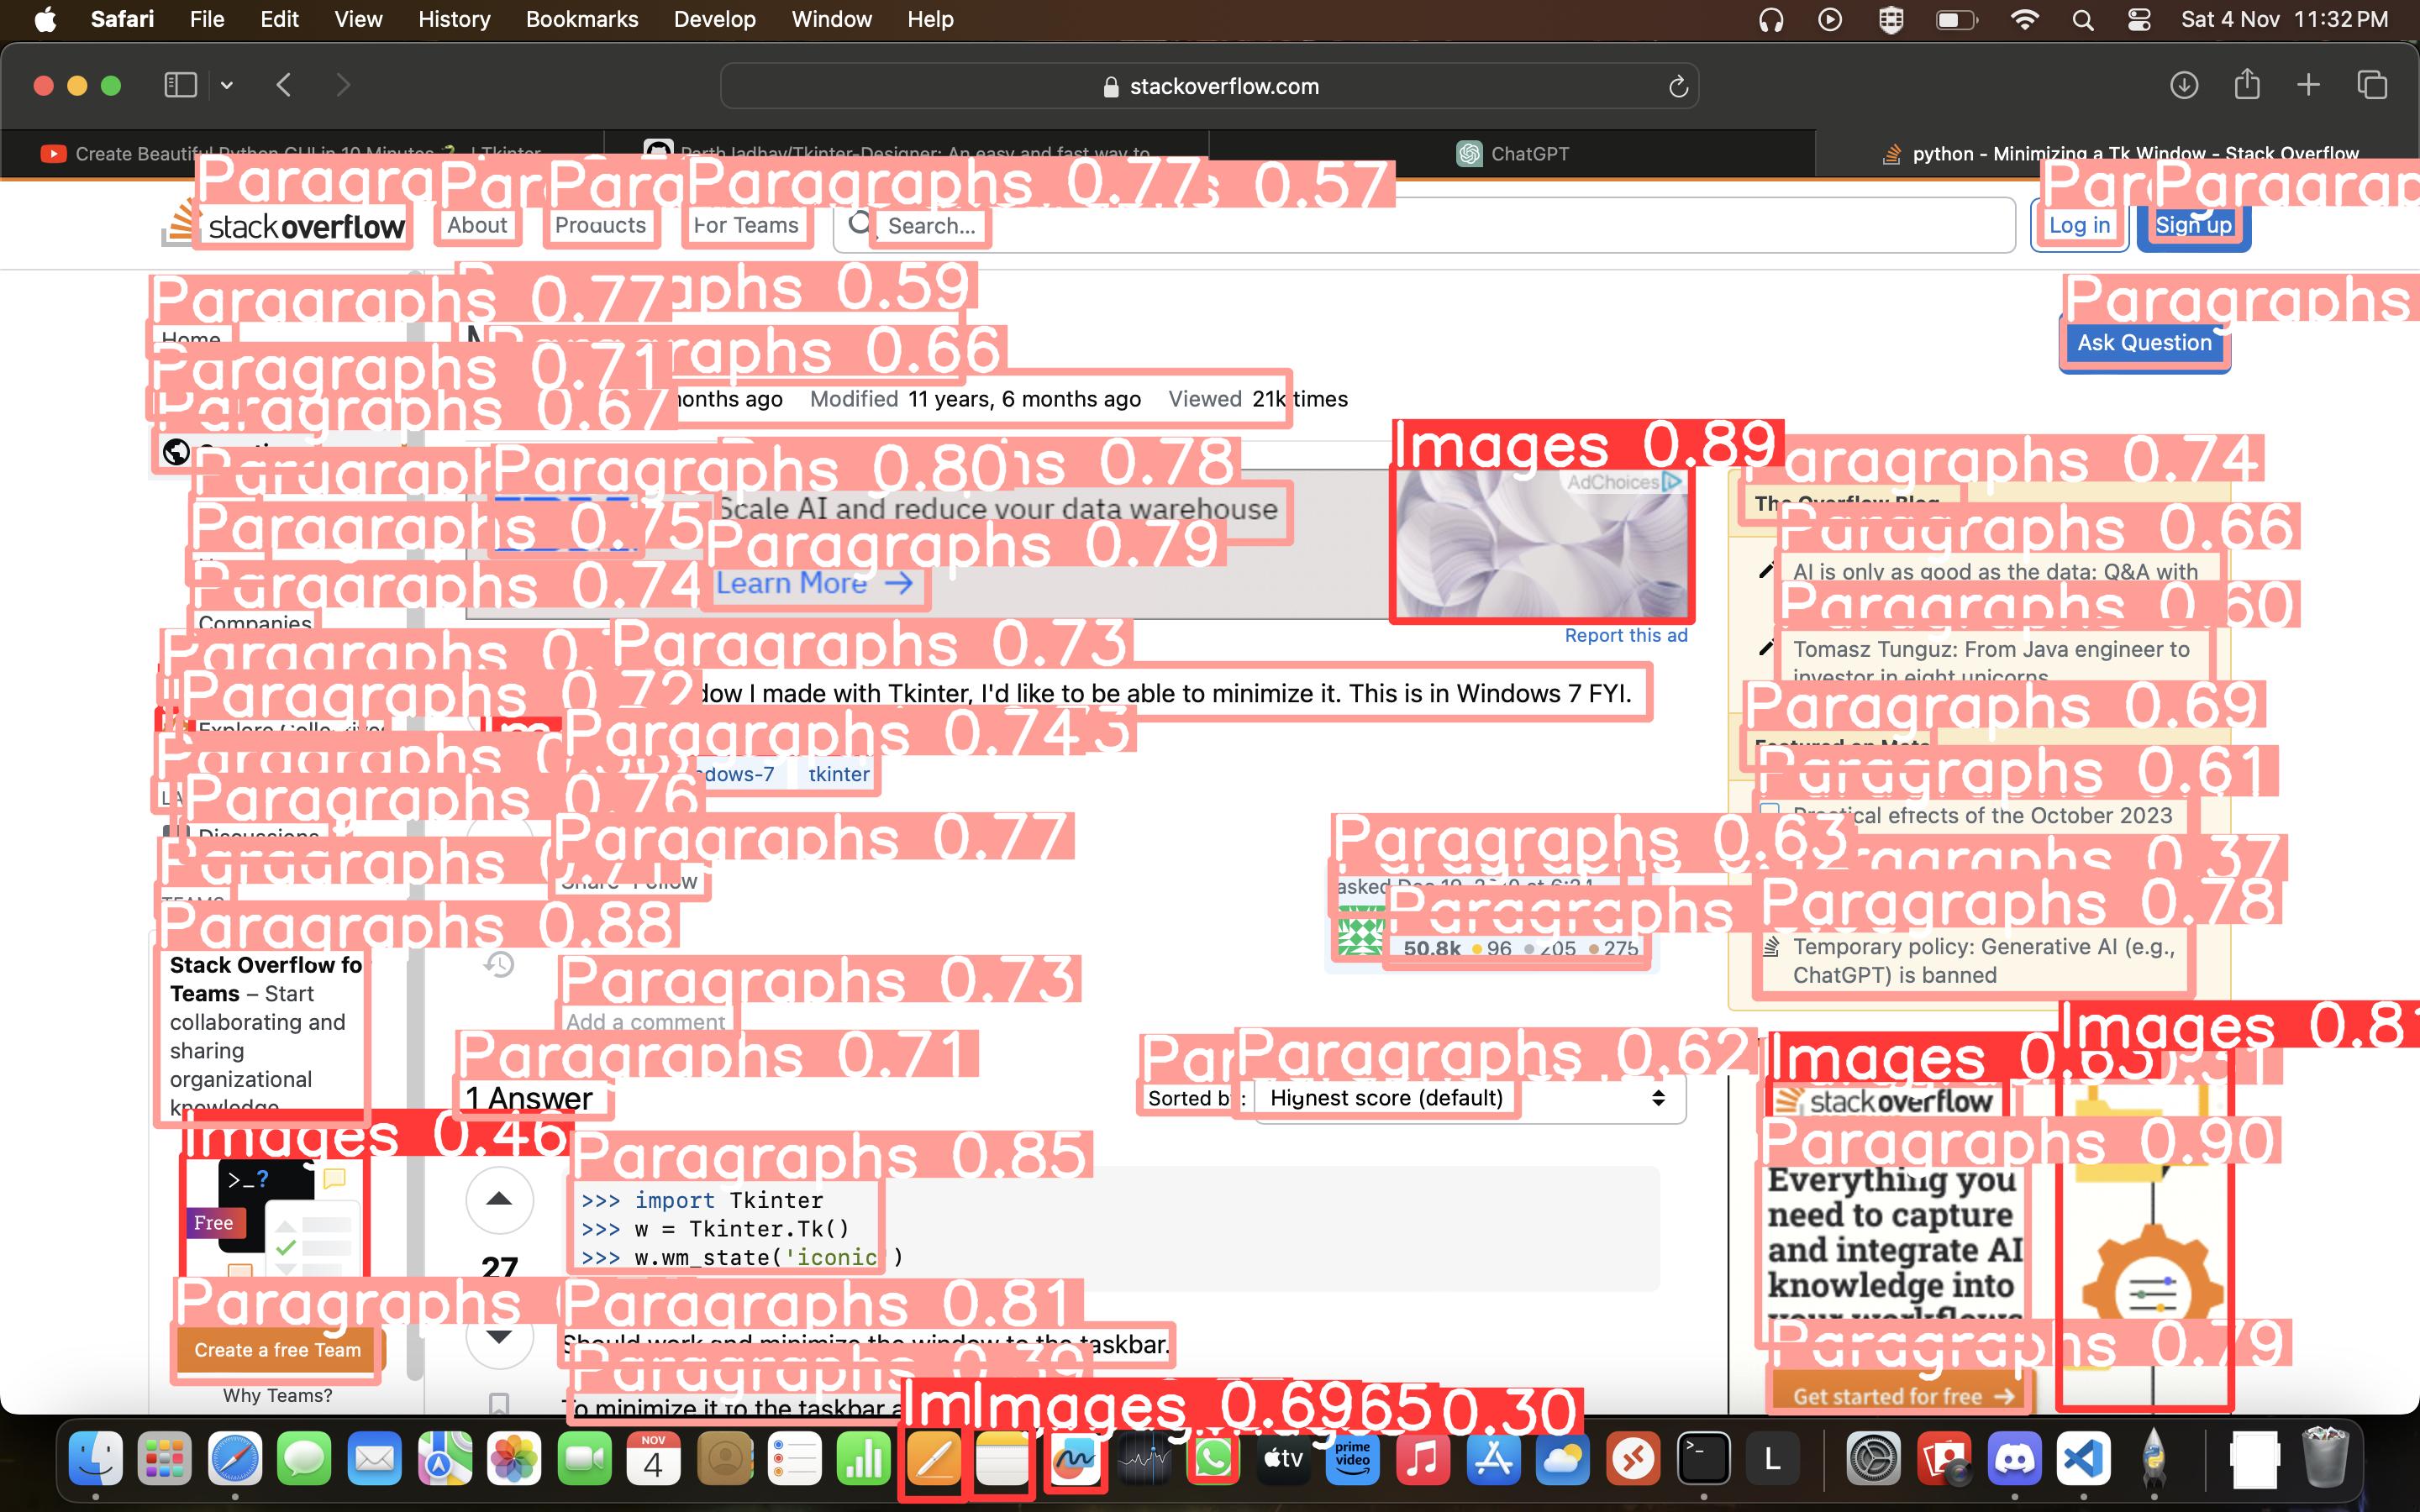 Safari File Edit View History Bookmarks Develop Window Help Sat 4 Nov 11:32 PM
stackoverflow.com
Create Beautiful Python GUI in 10 Minutes | Tkinter
ParthJadhav/Tkinter-Designer: An easy and fast way to
ChatGPT
python - Minimizing a Tk Window - Stack Overflow
Paragra Par Para Paragraphs 0.77 s 0.57 Par Paragrap
stackoverflow About Products For Teams Search... Log in Sign up
Paragraphs 0.77 aphs 0.59 Paragraphs
Home
Paragraphs 0.71 raphs 0.66
Ask Question
Paragraphs 0.67 months ago Modified 11 years, 6 months ago Viewed 21k times
Images 0.89
Paragraph Paragraphs 0.80 hs 0.78 aragraphs 0.74
AdChoices
Scale AI and reduce your data warehouse
The Overflow Blog
Paragraphs 0.75 Paragraphs 0.79 Paragraphs 0.66
AI is only as good as the data: Q&A with
Paragraphs 0.74 Learn More → Paragraphs 0.60
Companies
Report this ad
Paragraphs 0. Paragraphs 0.73
Tomasz Tunguz: From Java engineer to
investor in eight unicorns
Paragraphs 0.72 dow I made with Tkinter, I'd like to be able to minimize it. This is in Windows 7 FYI.
Paragraphs 0.69
Explore Collectives
Paragraphs 0.74 3
Featured on Meta
Paragraphs 0
dows-7 tkinter
Paragraphs 0.61
Paragraphs 0.76
Practical effects of the October 2023
Discussions
Paragraphs 0.77 Paragraphs 0.63
Paragraphs ragraphs 0.37
Share Follow
asked Dec 19, 2010 at 6:24
TEAMS
Paragraphs 0.88 Paragraphs Paragraphs 0.78
50.8k 96 205 275
Temporary policy: Generative AI (e.g.,
ChatGPT) is banned
Stack Overflow fo
Teams – Start
collaborating and
sharing
organizational
knowledge
Paragraphs 0.73
Add a comment
Paragraphs 0.71 Par Paragraphs 0.62
1 Answer
Sorted by: Highest score (default)
Images 0.63 Images 0.81
stackoverflow
Images 0.46
>_?
Free
Paragraphs 0.85
>>> import Tkinter
>>> w = Tkinter.Tk()
>>> w.wm_state('iconic')
27
Paragraphs 0.90
Everything you
need to capture
and integrate AI
knowledge into
your workflows
Paragraphs Paragraphs 0.81
Should work and minimize the window to the taskbar.
Create a free Team
Why Teams?
Paragraphs 0.39
To minimize it to the taskbar
Paragraphs 0.79
Get started for free →
Im Images 0.69 65 0.30
NOV
4
tv
prime video
>_
L